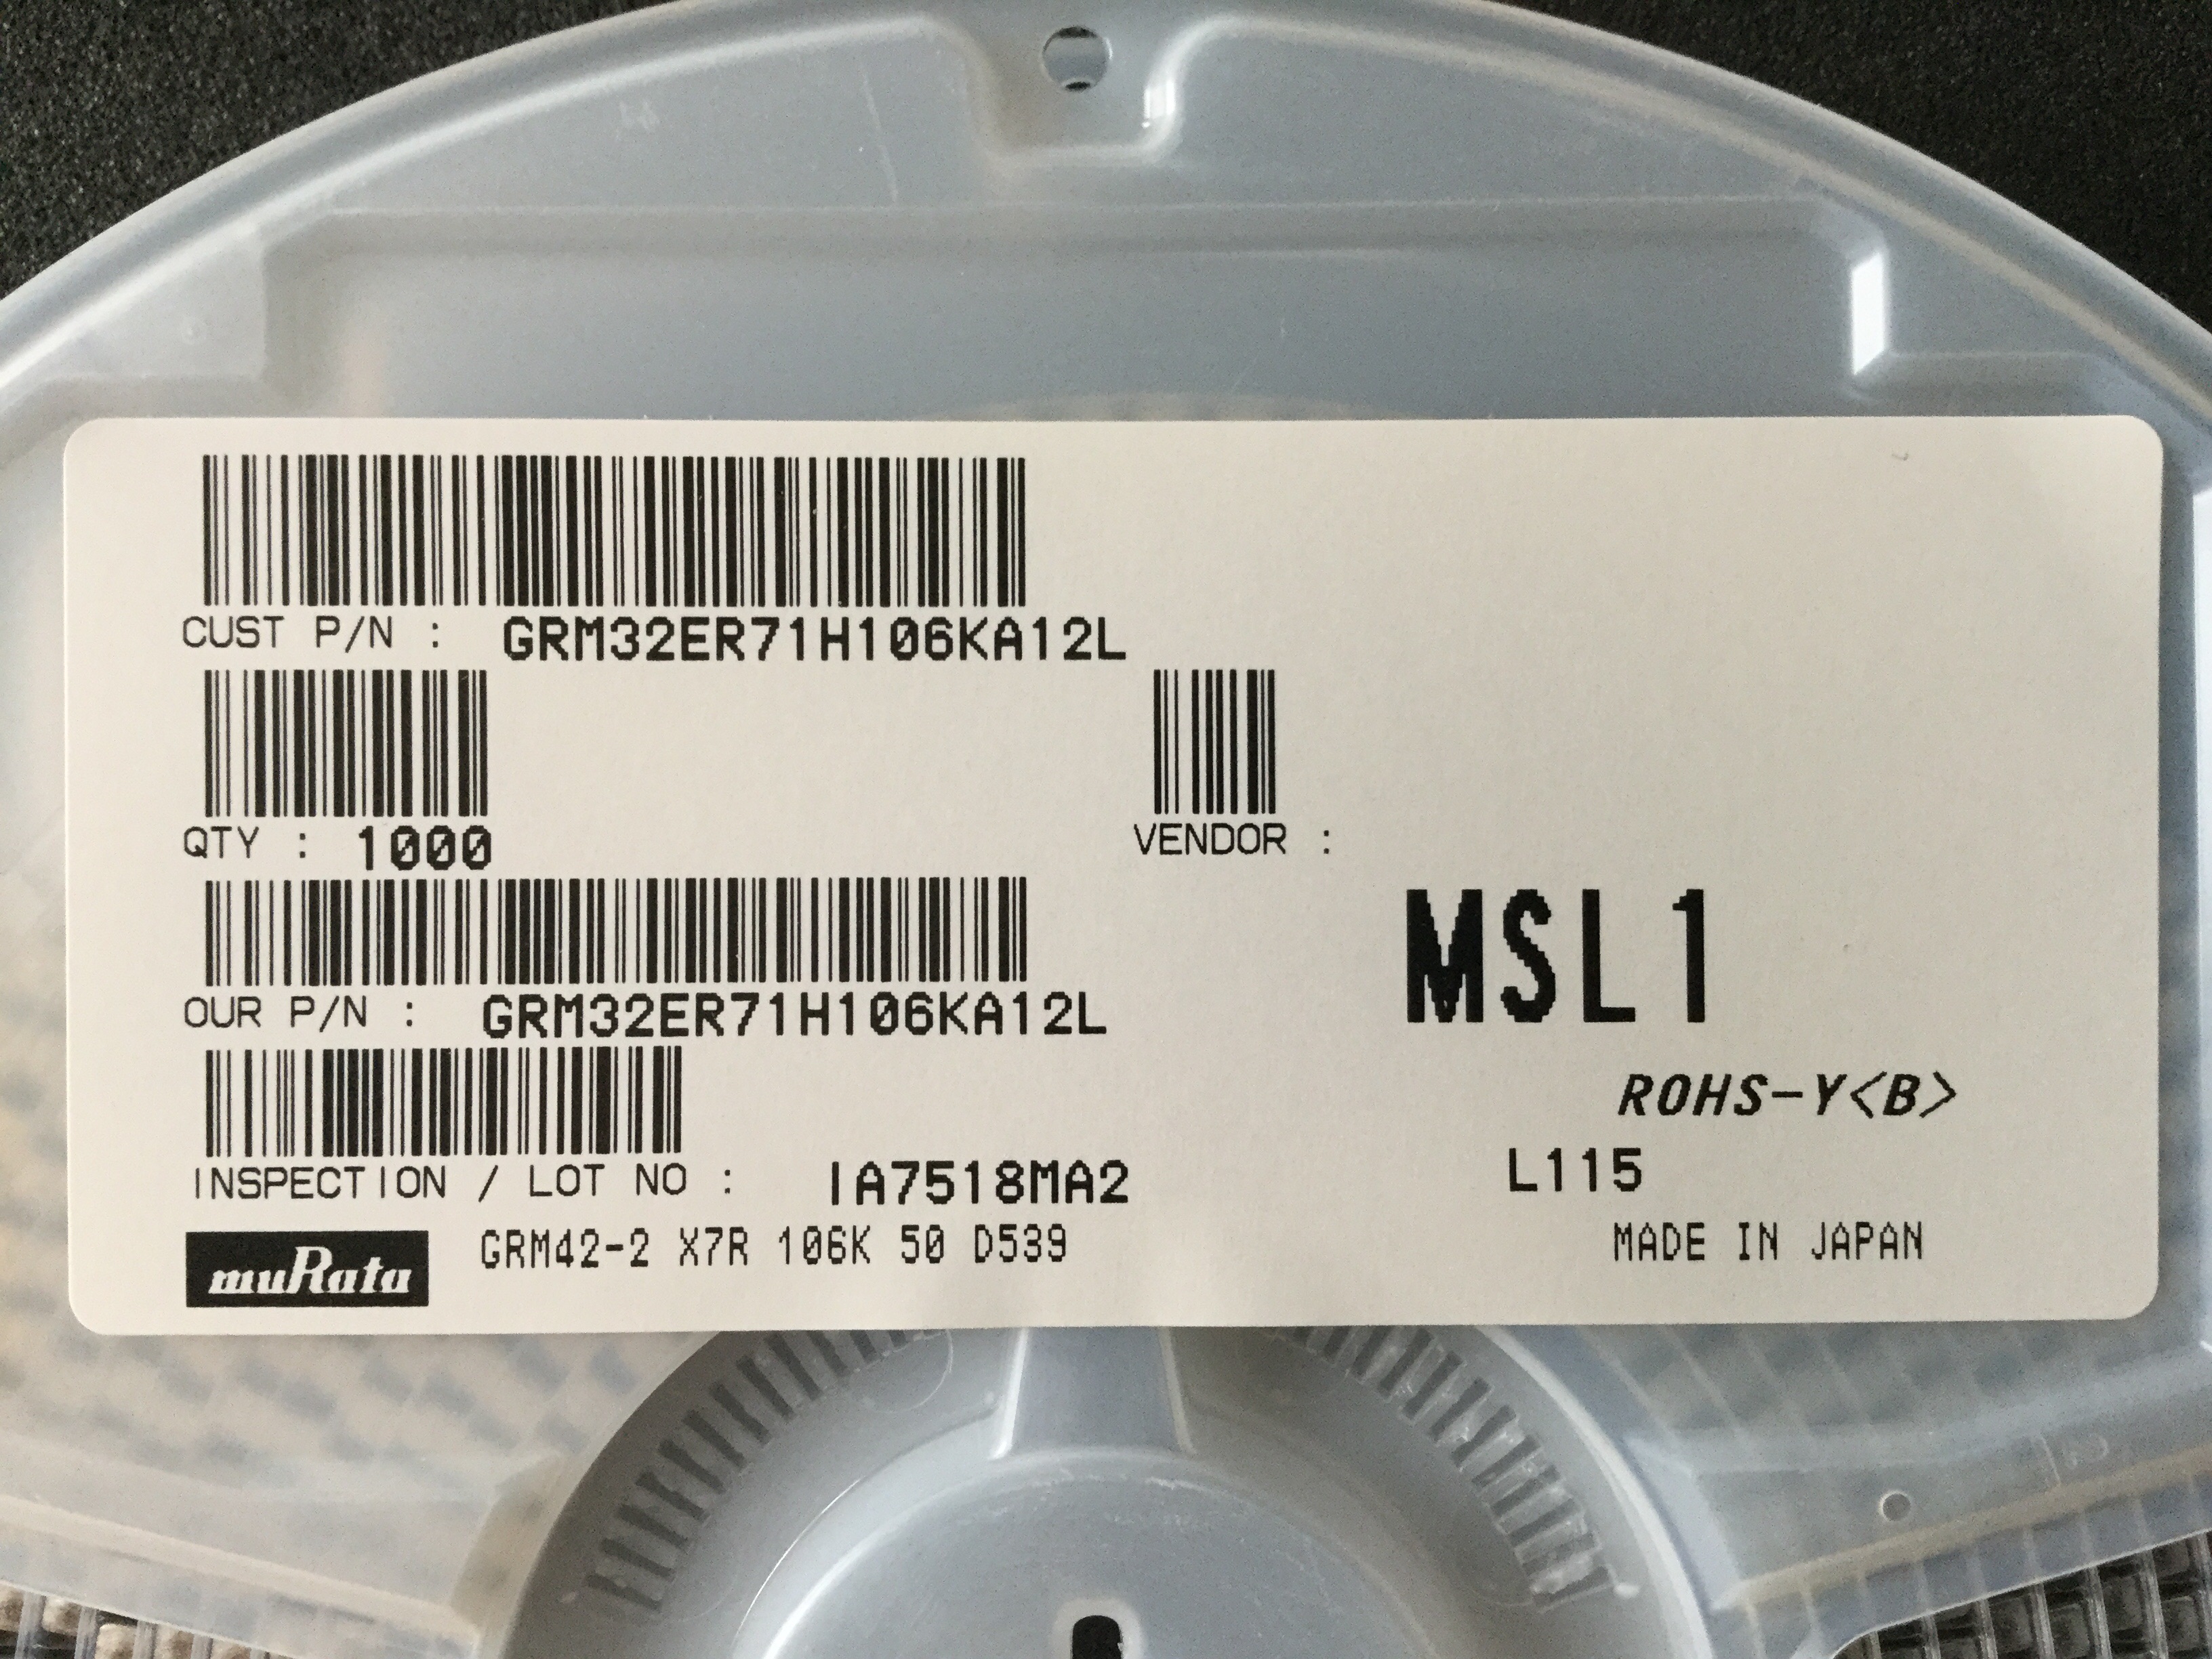 CUST P/N : GRM32ER71H106KA12L
QTY : 1000
VENDOR :
OUR P/N : GRM32ER71H106KA12L
MSL1
ROHS-Y<B>
INSPECTION / LOT NO : IA7518MA2
L115
muRata
GRM42-2 X7R 106K 50 D539
MADE IN JAPAN